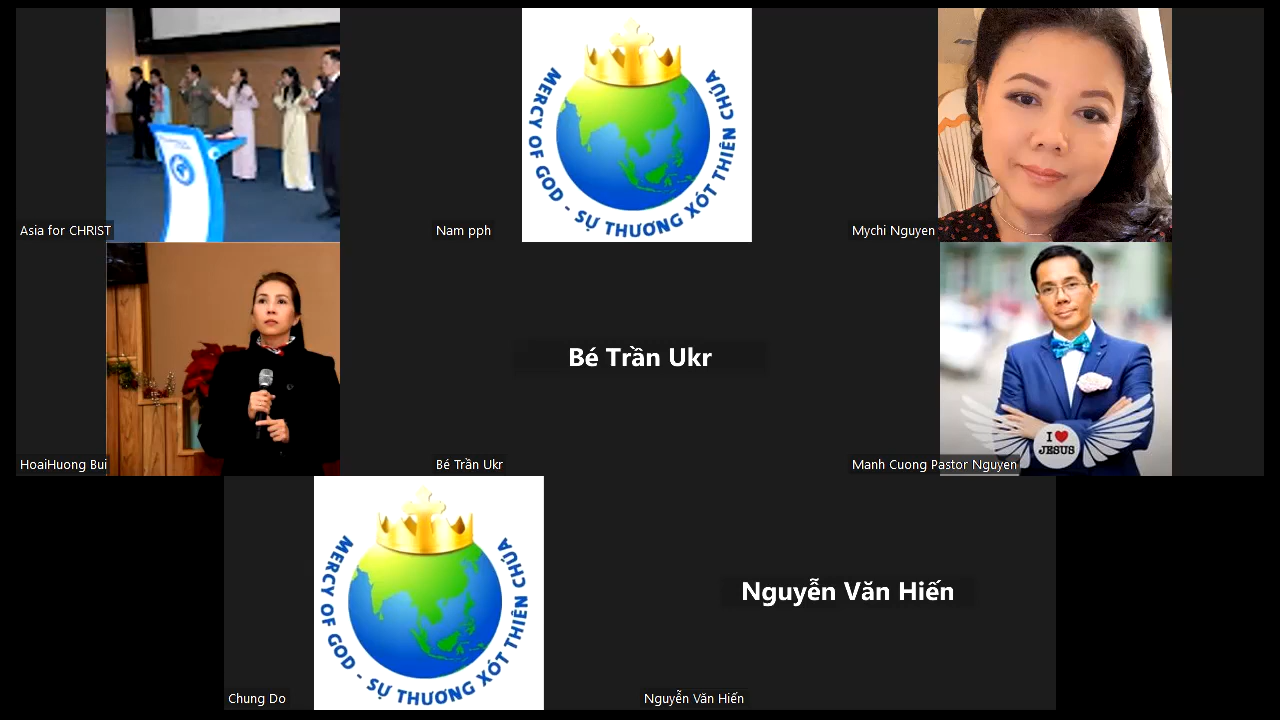 MERCY OF GOD - SỰ THƯƠNG XÓT THIÊN CHÚA
Asia for CHRIST
Nam pph
Mychi Nguyen
Bé Trần Ukr
I ❤ JESUS
HoaiHuong Bui
Bé Trần Ukr
Manh Cuong Pastor Nguyen
MERCY OF GOD - SỰ THƯƠNG XÓT THIÊN CHÚA
Nguyễn Văn Hiến
Chung Do
Nguyễn Văn Hiến